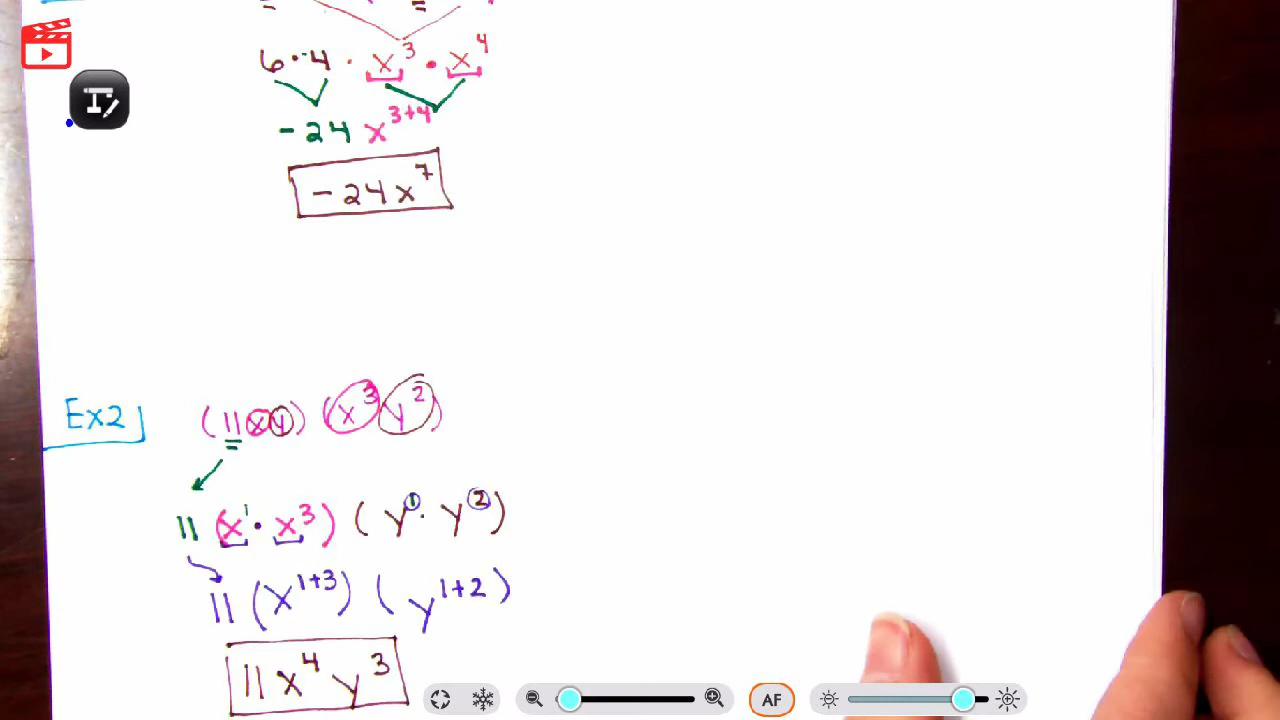 6 · 4 · x³ · x⁴
-24 x³⁺⁴
-24x⁷
Ex2 (11xy) (x³y²)
11 (x¹ · x³) (y¹ · y²)
11 (x¹⁺³) (y¹⁺²)
11x⁴y³
AF